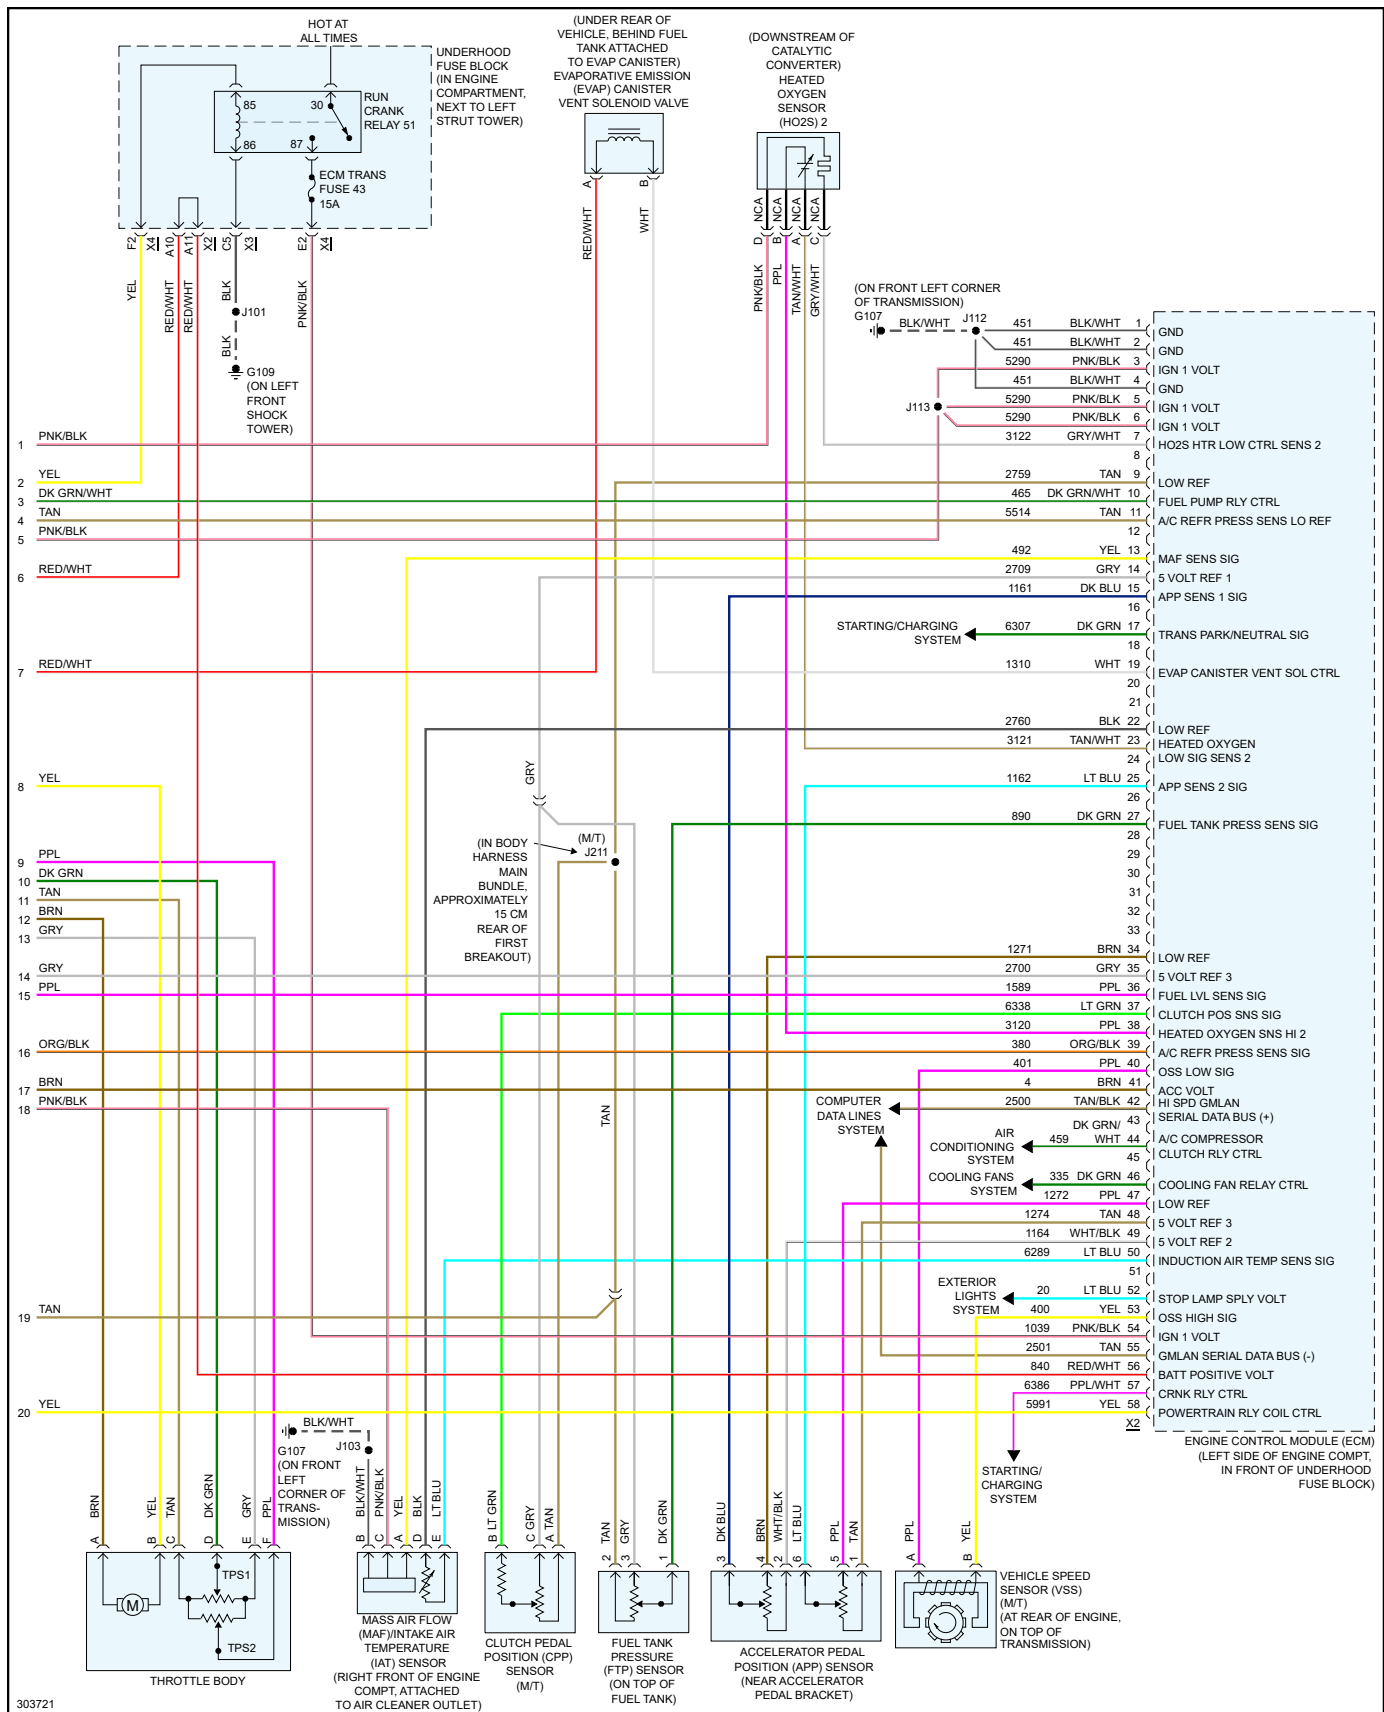 HOT AT
ALL TIMES
UNDERHOOD
FUSE BLOCK
(IN ENGINE
COMPARTMENT,
NEXT TO LEFT
STRUT TOWER)
85
30
RUN
CRANK
RELAY 51
86
87
ECM TRANS
FUSE 43
15A
F2
X4
A10
A11
X2
C5
X3
E2
X4
YEL
RED/WHT
RED/WHT
BLK
J101
BLK
PNK/BLK
G109
(ON LEFT
FRONT
SHOCK
TOWER)
(UNDER REAR OF
VEHICLE, BEHIND FUEL
TANK ATTACHED
TO EVAP CANISTER)
EVAPORATIVE EMISSION
(EVAP) CANISTER
VENT SOLENOID VALVE
A
B
RED/WHT
WHT
(DOWNSTREAM OF
CATALYTIC
CONVERTER)
HEATED
OXYGEN
SENSOR
(HO2S) 2
NCA
NCA
NCA
NCA
D
B
A
C
PNK/BLK
PPL
TAN/WHT
GRY/WHT
(ON FRONT LEFT CORNER
OF TRANSMISSION)
G107
BLK/WHT
J112
J113
451 BLK/WHT 1 GND
451 BLK/WHT 2 GND
5290 PNK/BLK 3 IGN 1 VOLT
451 BLK/WHT 4 GND
5290 PNK/BLK 5 IGN 1 VOLT
5290 PNK/BLK 6 IGN 1 VOLT
3122 GRY/WHT 7 HO2S HTR LOW CTRL SENS 2
8
2759 TAN 9 LOW REF
465 DK GRN/WHT 10 FUEL PUMP RLY CTRL
5514 TAN 11 A/C REFR PRESS SENS LO REF
12
492 YEL 13 MAF SENS SIG
2709 GRY 14 5 VOLT REF 1
1161 DK BLU 15 APP SENS 1 SIG
16
STARTING/CHARGING
SYSTEM
6307 DK GRN 17 TRANS PARK/NEUTRAL SIG
18
1310 WHT 19 EVAP CANISTER VENT SOL CTRL
20
21
2760 BLK 22 LOW REF
3121 TAN/WHT 23 HEATED OXYGEN
24 LOW SIG SENS 2
1162 LT BLU 25 APP SENS 2 SIG
26
890 DK GRN 27 FUEL TANK PRESS SENS SIG
28
29
30
31
32
33
1271 BRN 34 LOW REF
2700 GRY 35 5 VOLT REF 3
1589 PPL 36 FUEL LVL SENS SIG
6338 LT GRN 37 CLUTCH POS SNS SIG
3120 PPL 38 HEATED OXYGEN SNS HI 2
380 ORG/BLK 39 A/C REFR PRESS SENS SIG
401 PPL 40 OSS LOW SIG
4 BRN 41 ACC VOLT
2500 TAN/BLK 42 HI SPD GMLAN
43 SERIAL DATA BUS (+)
DK GRN/
459 WHT 44 A/C COMPRESSOR
45 CLUTCH RLY CTRL
335 DK GRN 46 COOLING FAN RELAY CTRL
1272 PPL 47 LOW REF
1274 TAN 48 5 VOLT REF 3
1164 WHT/BLK 49 5 VOLT REF 2
6289 LT BLU 50 INDUCTION AIR TEMP SENS SIG
51
20 LT BLU 52 STOP LAMP SPLY VOLT
400 YEL 53 OSS HIGH SIG
1039 PNK/BLK 54 IGN 1 VOLT
2501 TAN 55 GMLAN SERIAL DATA BUS (-)
840 RED/WHT 56 BATT POSITIVE VOLT
6386 PPL/WHT 57 CRNK RLY CTRL
5991 YEL 58 POWERTRAIN RLY COIL CTRL
X2
ENGINE CONTROL MODULE (ECM)
(LEFT SIDE OF ENGINE COMPT,
IN FRONT OF UNDERHOOD
FUSE BLOCK)
COMPUTER
DATA LINES
SYSTEM
AIR
CONDITIONING
SYSTEM
COOLING FANS
SYSTEM
EXTERIOR
LIGHTS
SYSTEM
STARTING/
CHARGING
SYSTEM
1 PNK/BLK
2 YEL
3 DK GRN/WHT
4 TAN
5 PNK/BLK
6 RED/WHT
7 RED/WHT
8 YEL
9 PPL
10 DK GRN
11 TAN
12 BRN
13 GRY
14 GRY
15 PPL
16 ORG/BLK
17 BRN
18 PNK/BLK
19 TAN
20 YEL
GRY
(M/T)
J211
(IN BODY
HARNESS
MAIN
BUNDLE,
APPROXIMATELY
15 CM
REAR OF
FIRST
BREAKOUT)
TAN
BLK/WHT
G107
J103
(ON FRONT
LEFT
CORNER OF
TRANS-
MISSION)
BRN
YEL
TAN
DK GRN
GRY
PPL
A
B
C
D
E
F
M
TPS1
TPS2
THROTTLE BODY
BLK/WHT
PNK/BLK
YEL
BLK
LT BLU
B
C
A
D
E
MASS AIR FLOW
(MAF)/INTAKE AIR
TEMPERATURE
(IAT) SENSOR
(RIGHT FRONT OF ENGINE
COMPT, ATTACHED
TO AIR CLEANER OUTLET)
B LT GRN
C GRY
A TAN
CLUTCH PEDAL
POSITION (CPP)
SENSOR
(M/T)
2 TAN
3 GRY
1 DK GRN
FUEL TANK
PRESSURE
(FTP) SENSOR
(ON TOP OF
FUEL TANK)
3 DK BLU
4 BRN
2 WHT/BLK
6 LT BLU
5 PPL
1 TAN
ACCELERATOR PEDAL
POSITION (APP) SENSOR
(NEAR ACCELERATOR
PEDAL BRACKET)
A PPL
B YEL
VEHICLE SPEED
SENSOR (VSS)
(M/T)
(AT REAR OF ENGINE,
ON TOP OF
TRANSMISSION)
303721